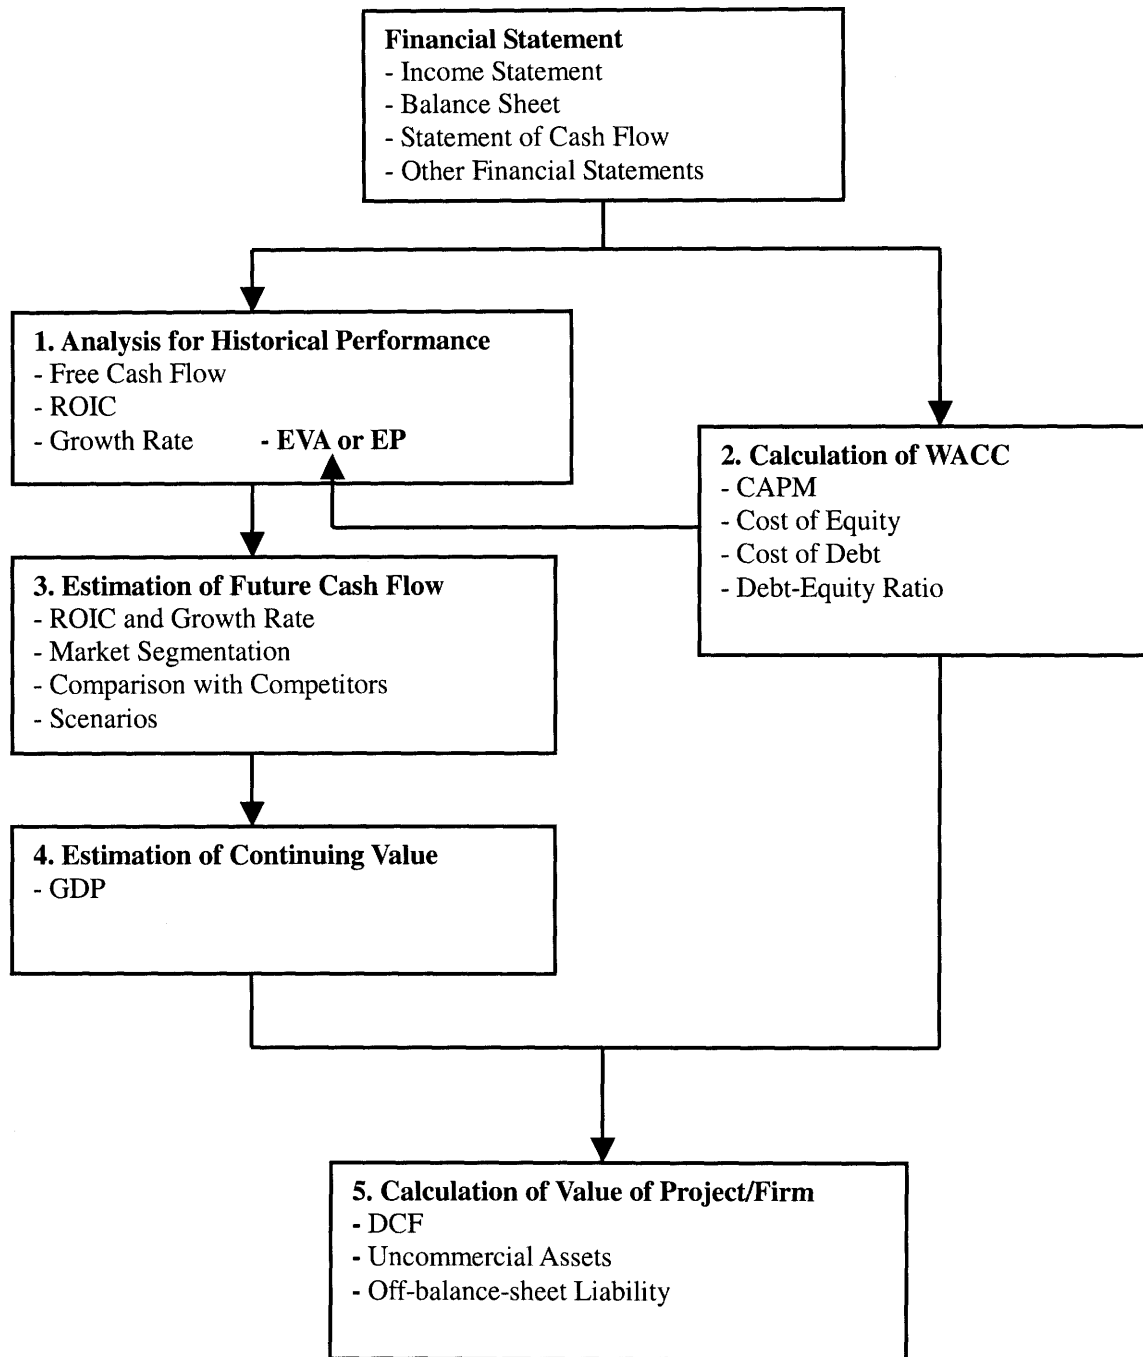 Financial Statement
- Income Statement
- Balance Sheet
- Statement of Cash Flow
- Other Financial Statements
1. Analysis for Historical Performance
- Free Cash Flow
- ROIC
- Growth Rate - EVA or EP
2. Calculation of WACC
- CAPM
- Cost of Equity
- Cost of Debt
- Debt-Equity Ratio
3. Estimation of Future Cash Flow
- ROIC and Growth Rate
- Market Segmentation
- Comparison with Competitors
- Scenarios
4. Estimation of Continuing Value
- GDP
5. Calculation of Value of Project/Firm
- DCF
- Uncommercial Assets
- Off-balance-sheet Liability